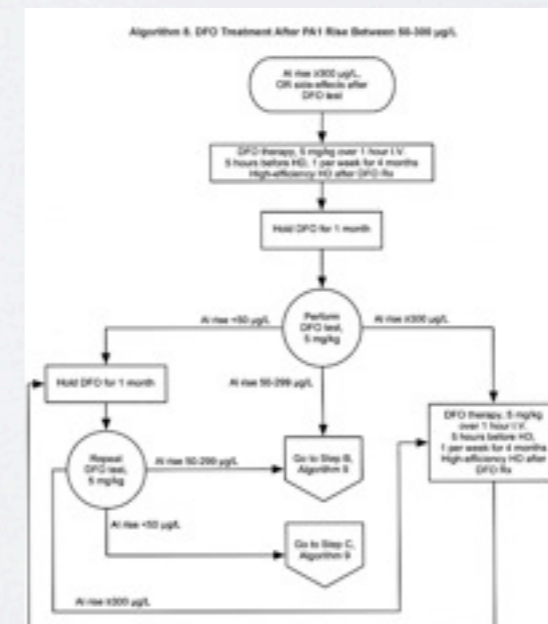 Algorithm 8. DFO Treatment After PA1 Rise Between 50-300 µg/L
Al rise ≥300 µg/L,
OR side-effects after
DFO test
DFO therapy, 5 mg/kg over 1 hour I.V.
5 hours before HD, 1 per week for 4 months
High-efficiency HD after DFO Rx
Hold DFO for 1 month
Perform
DFO test,
5 mg/kg
Al rise <50 µg/L
Al rise ≥300 µg/L
Al rise 50-299 µg/L
Hold DFO for 1 month
DFO therapy, 5 mg/kg
over 1 hour I.V.
5 hours before HD,
1 per week for 4 months
High-efficiency HD after
DFO Rx
Repeat
DFO test,
5 mg/kg
Al rise 50-299 µg/L
Go to Step B,
Algorithm 9
Al rise <50 µg/L
Go to Step C,
Algorithm 9
Al rise ≥300 µg/L